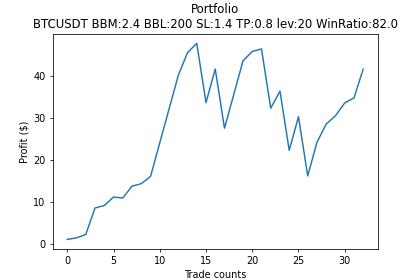 Portfolio
BTCUSDT BBM:2.4 BBL:200 SL:1.4 TP:0.8 lev:20 WinRatio:82.0
Profit ($)
40
30
20
10
0
0 5 10 15 20 25 30
Trade counts